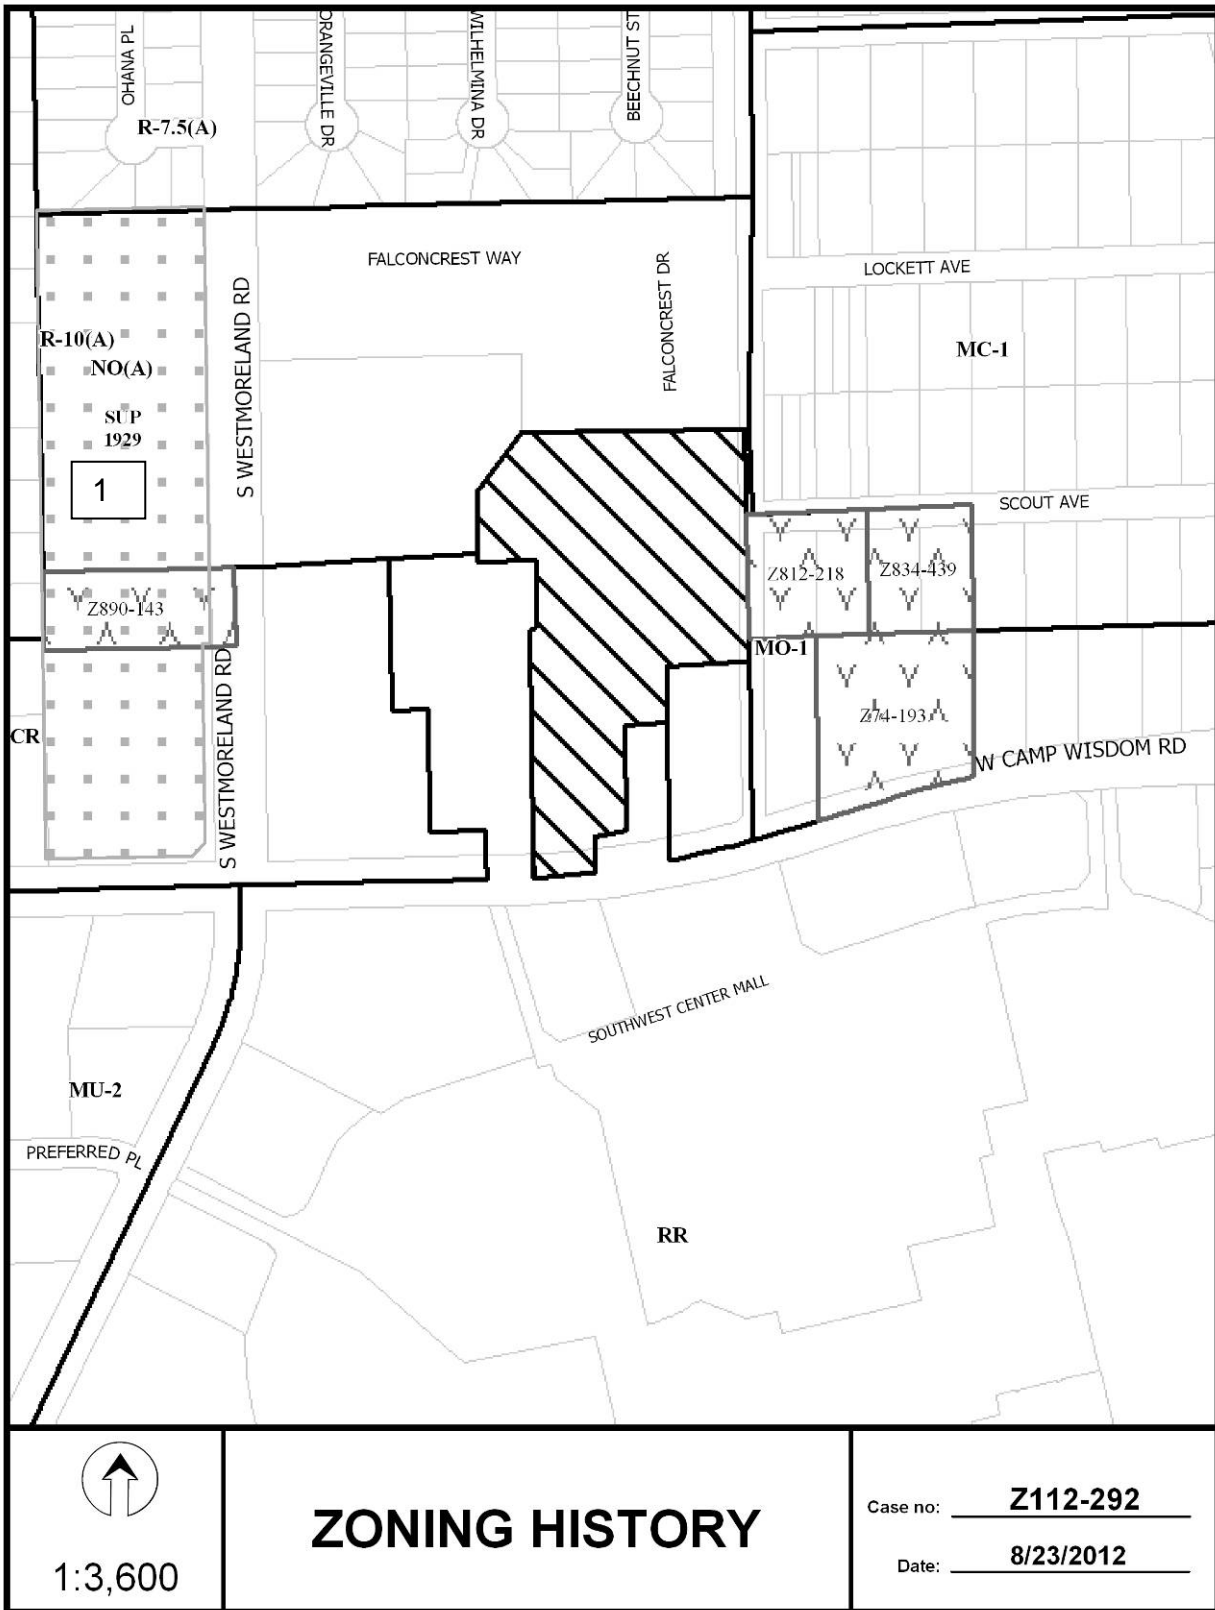 OHANA PL
ORANGEVILLE DR
WILHELMINA DR
BEECHNUT ST
R-7.5(A)
FALCONCREST WAY
FALCONCREST DR
LOCKETT AVE
S WESTMORELAND RD
R-10(A)
NO(A)
MC-1
SUP
1929
1
SCOUT AVE
Z812-218
Z834-439
Z890-143
MO-1
S WESTMORELAND RD
Z74-193
CR
W CAMP WISDOM RD
SOUTHWEST CENTER MALL
MU-2
PREFERRED PL
RR
1:3,600
ZONING HISTORY
Case no: Z112-292
Date: 8/23/2012